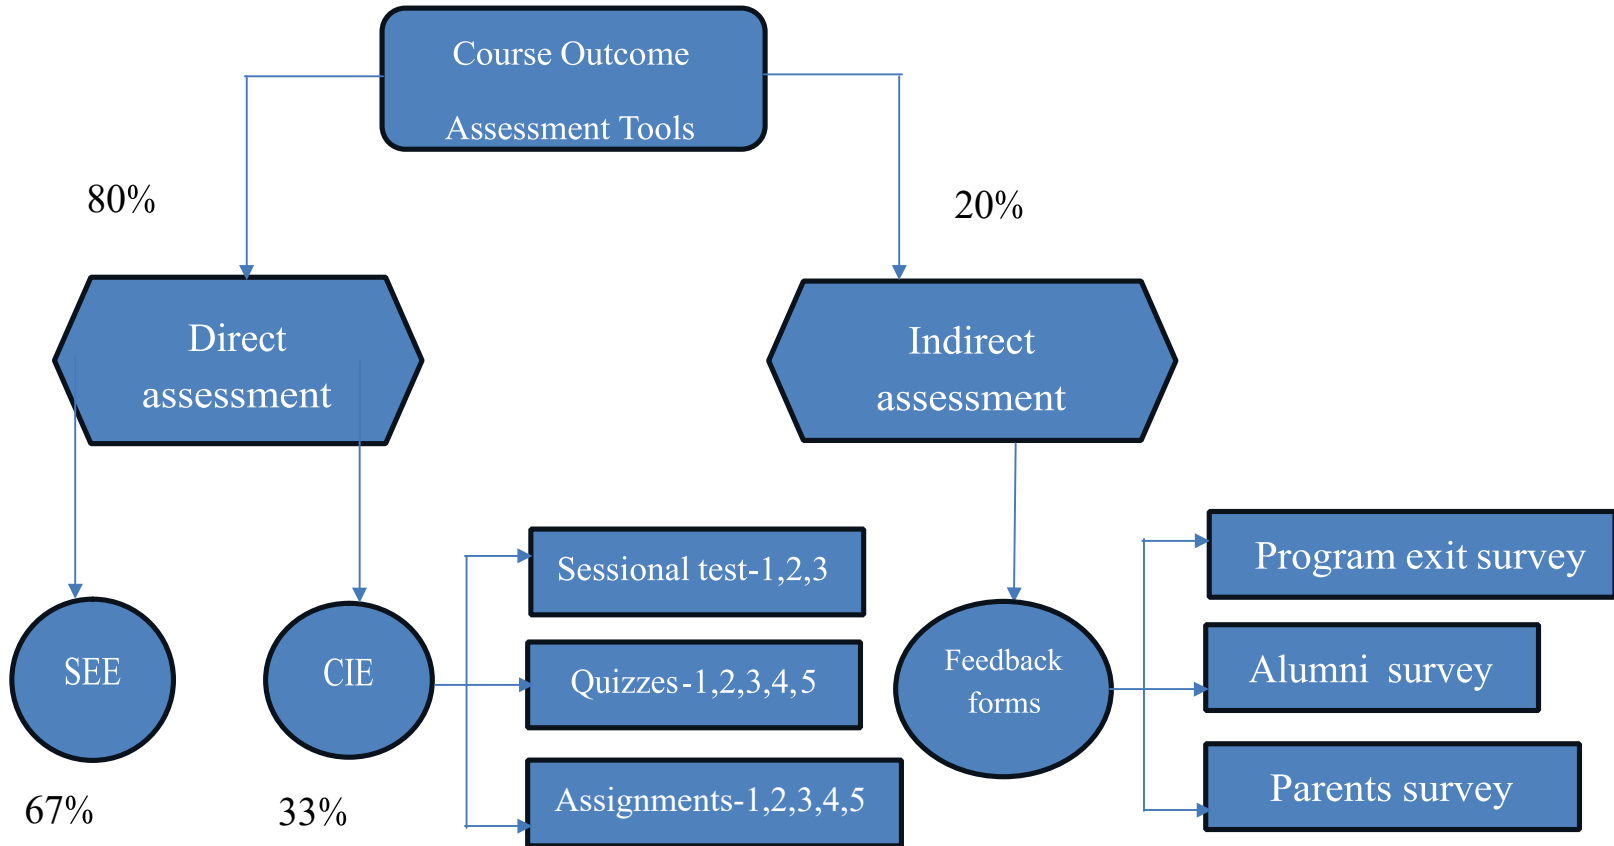 Course Outcome
Assessment Tools
80%
20%
Direct
assessment
Indirect
assessment
SEE
CIE
Sessional test-1,2,3
Quizzes-1,2,3,4,5
Assignments-1,2,3,4,5
Feedback
forms
Program exit survey
Alumni survey
Parents survey
67%
33%